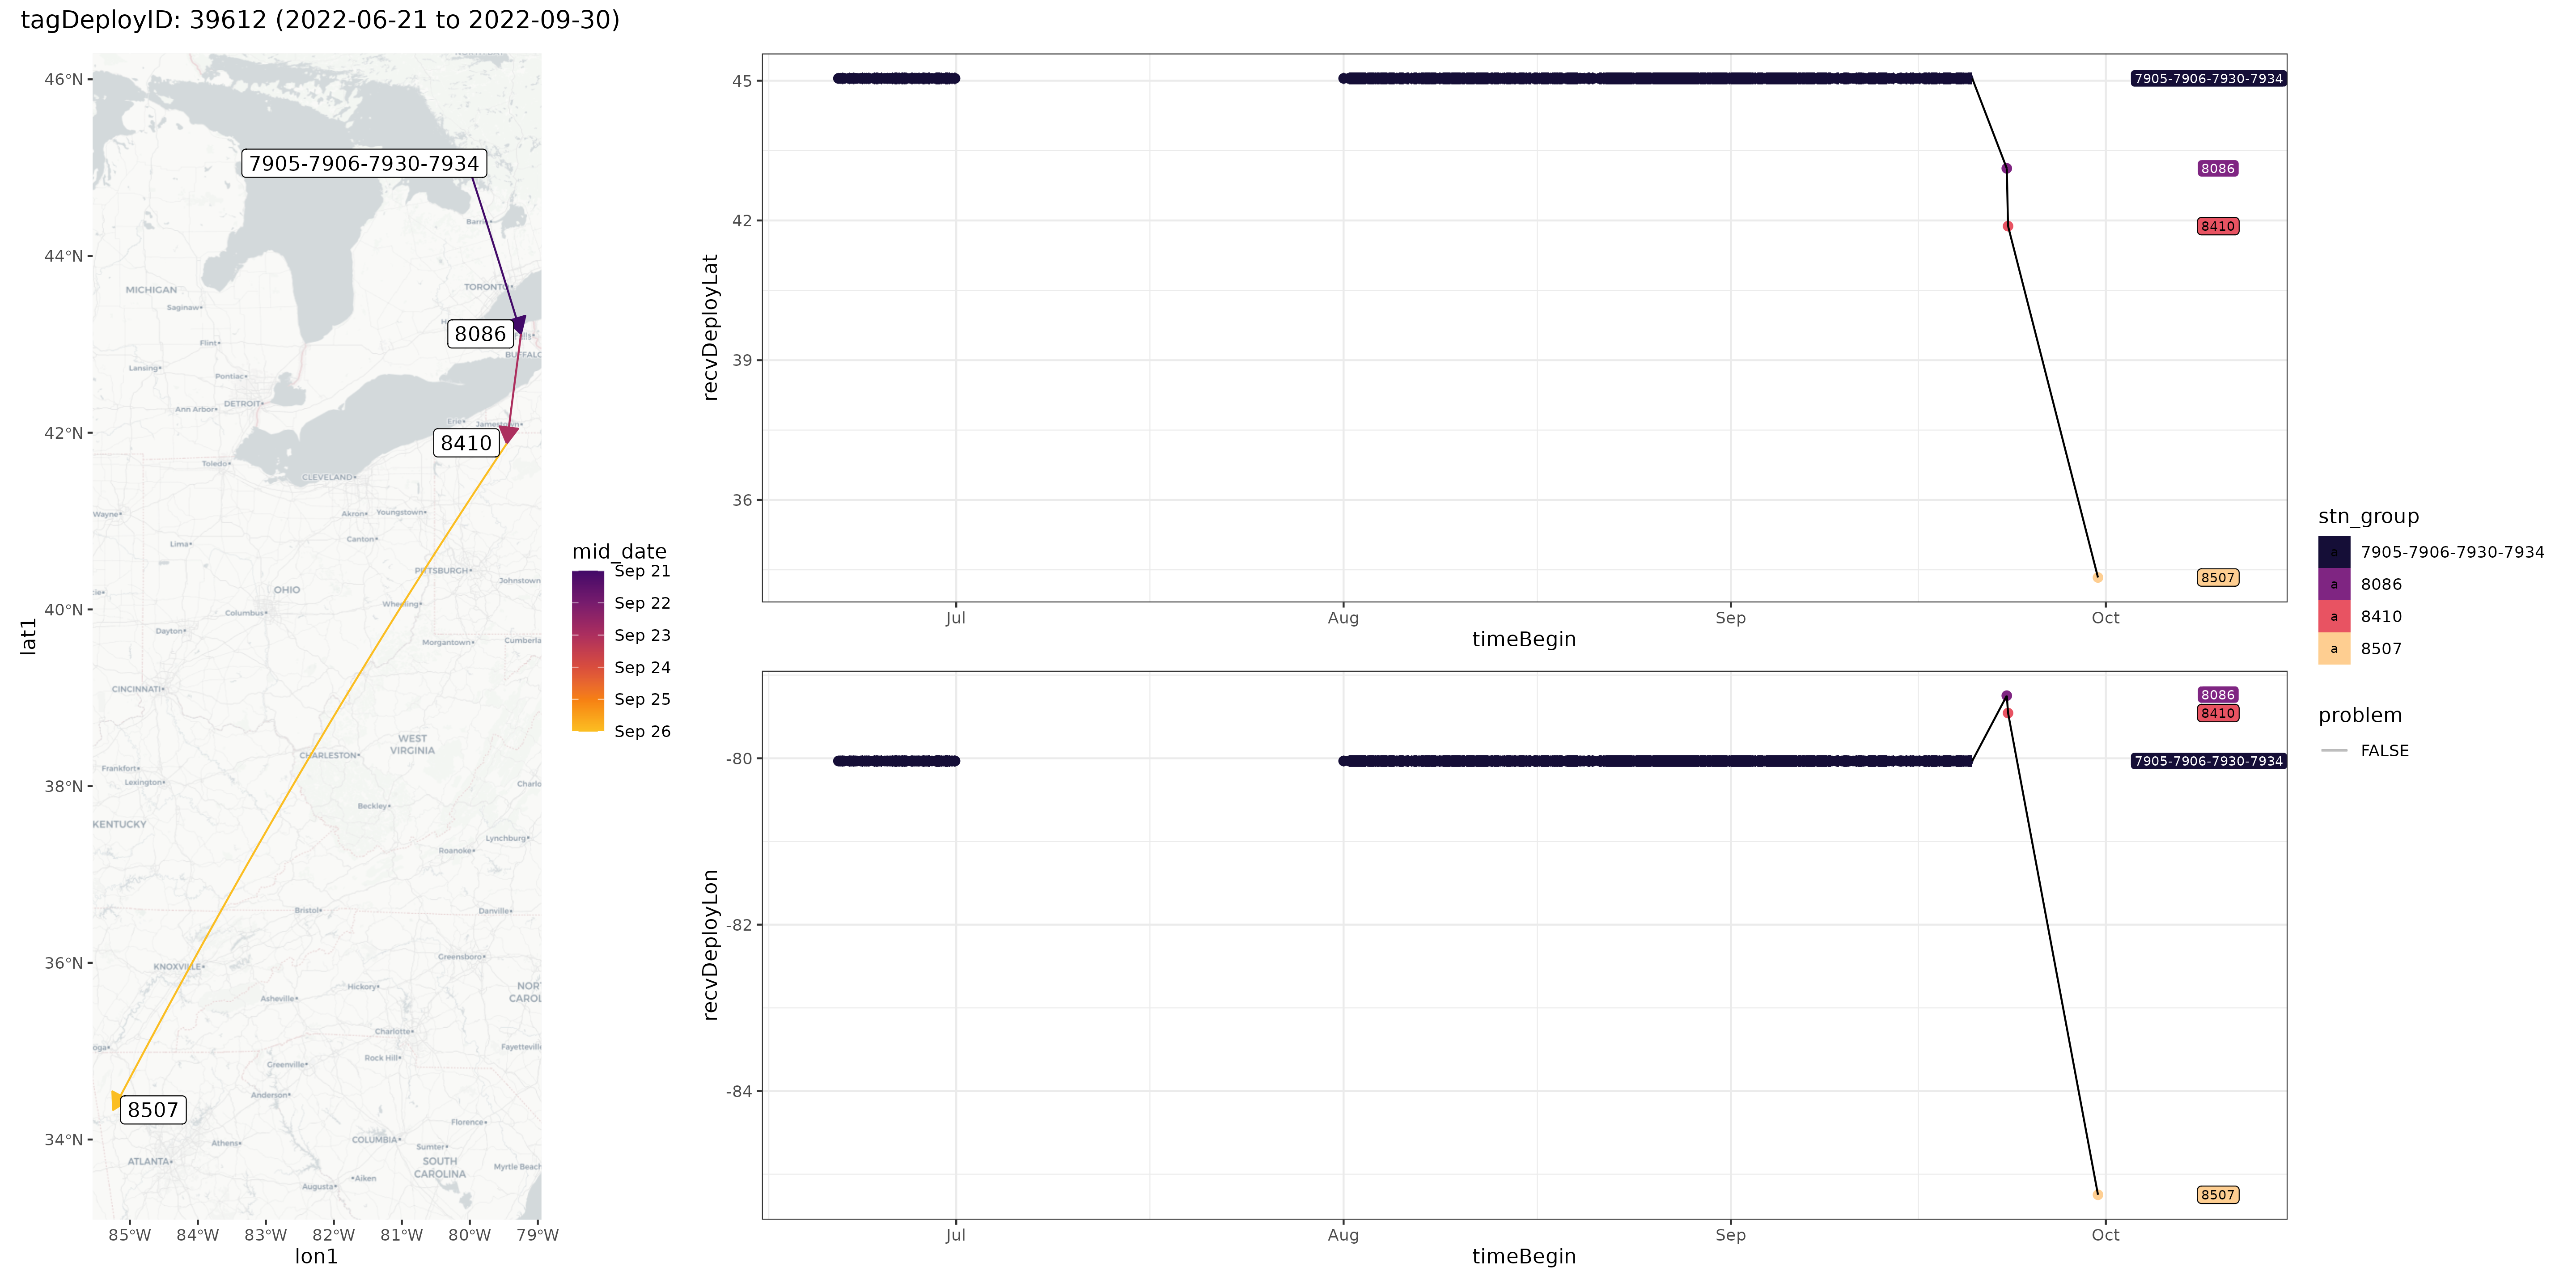 tagDeployID: 39612 (2022-06-21 to 2022-09-30)
46°N
44°N
42°N
40°N
38°N
36°N
34°N
lat1
85°W 84°W 83°W 82°W 81°W 80°W 79°W
lon1
7905-7906-7930-7934
Barrie
MICHIGAN
TORONTO
Saginaw
8086
Flint
BUFFALO
Lansing
Pontiac
DETROIT
Ann Arbor
Erie
Jamestown
8410
Toledo
CLEVELAND
Wayne
Akron
Youngstown
Lima
Canton
PITTSBURGH
Johnstown
OHIO
Columbus
Wheeling
Dayton
Morgantown
Cumberla
CINCINNATI
WEST
VIRGINIA
CHARLESTON
Frankfort
Lexington
Charlo
Beckley
KENTUCKY
Lynchburg
Roanoke
Bristol
Danville
Greensboro
KNOXVILLE
Hickory
NOR
CAROL
Asheville
Charlotte
oga
Rock Hill
Fayettevill
Greenville
Anderson
8507
Florence
Athens
COLUMBIA
Sumter
ATLANTA
SOUTH
CAROLINA
Myrtle Beach
Aiken
Augusta
mid_date
Sep 21
Sep 22
Sep 23
Sep 24
Sep 25
Sep 26
recvDeployLat
45
42
39
36
7905-7906-7930-7934
8086
8410
8507
Jul Aug Sep Oct
timeBegin
recvDeployLon
-80
-82
-84
8086
8410
7905-7906-7930-7934
8507
Jul Aug Sep Oct
timeBegin
stn_group
a 7905-7906-7930-7934
a 8086
a 8410
a 8507
problem
FALSE